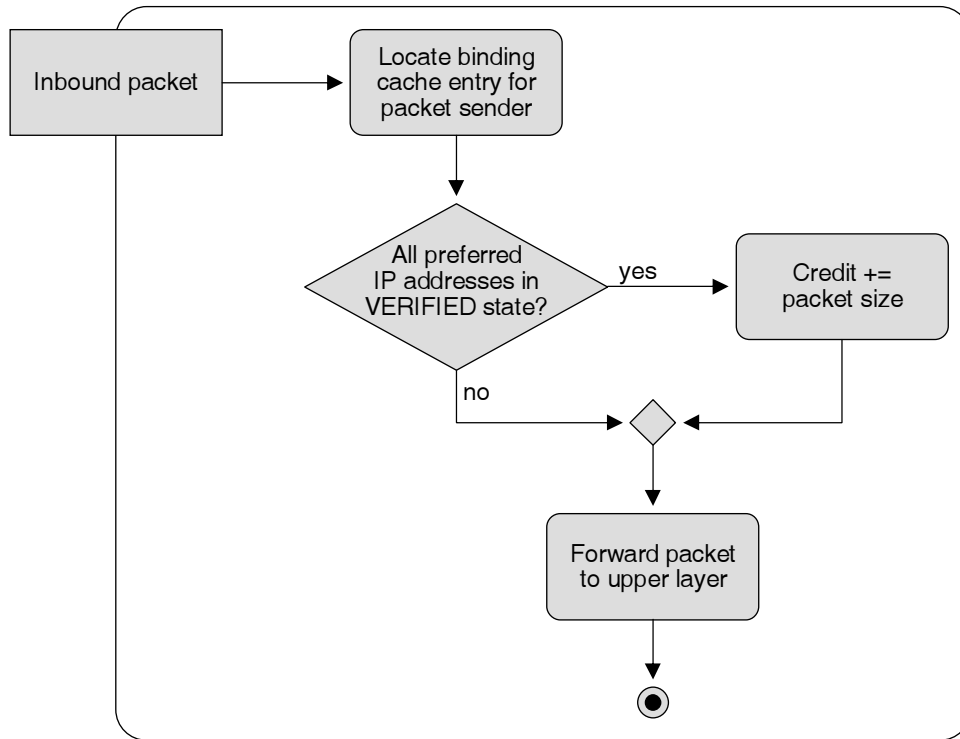 Inbound packet
Locate binding
cache entry for
packet sender
All preferred
IP addresses in
VERIFIED state?
yes
Credit +=
packet size
no
Forward packet
to upper layer